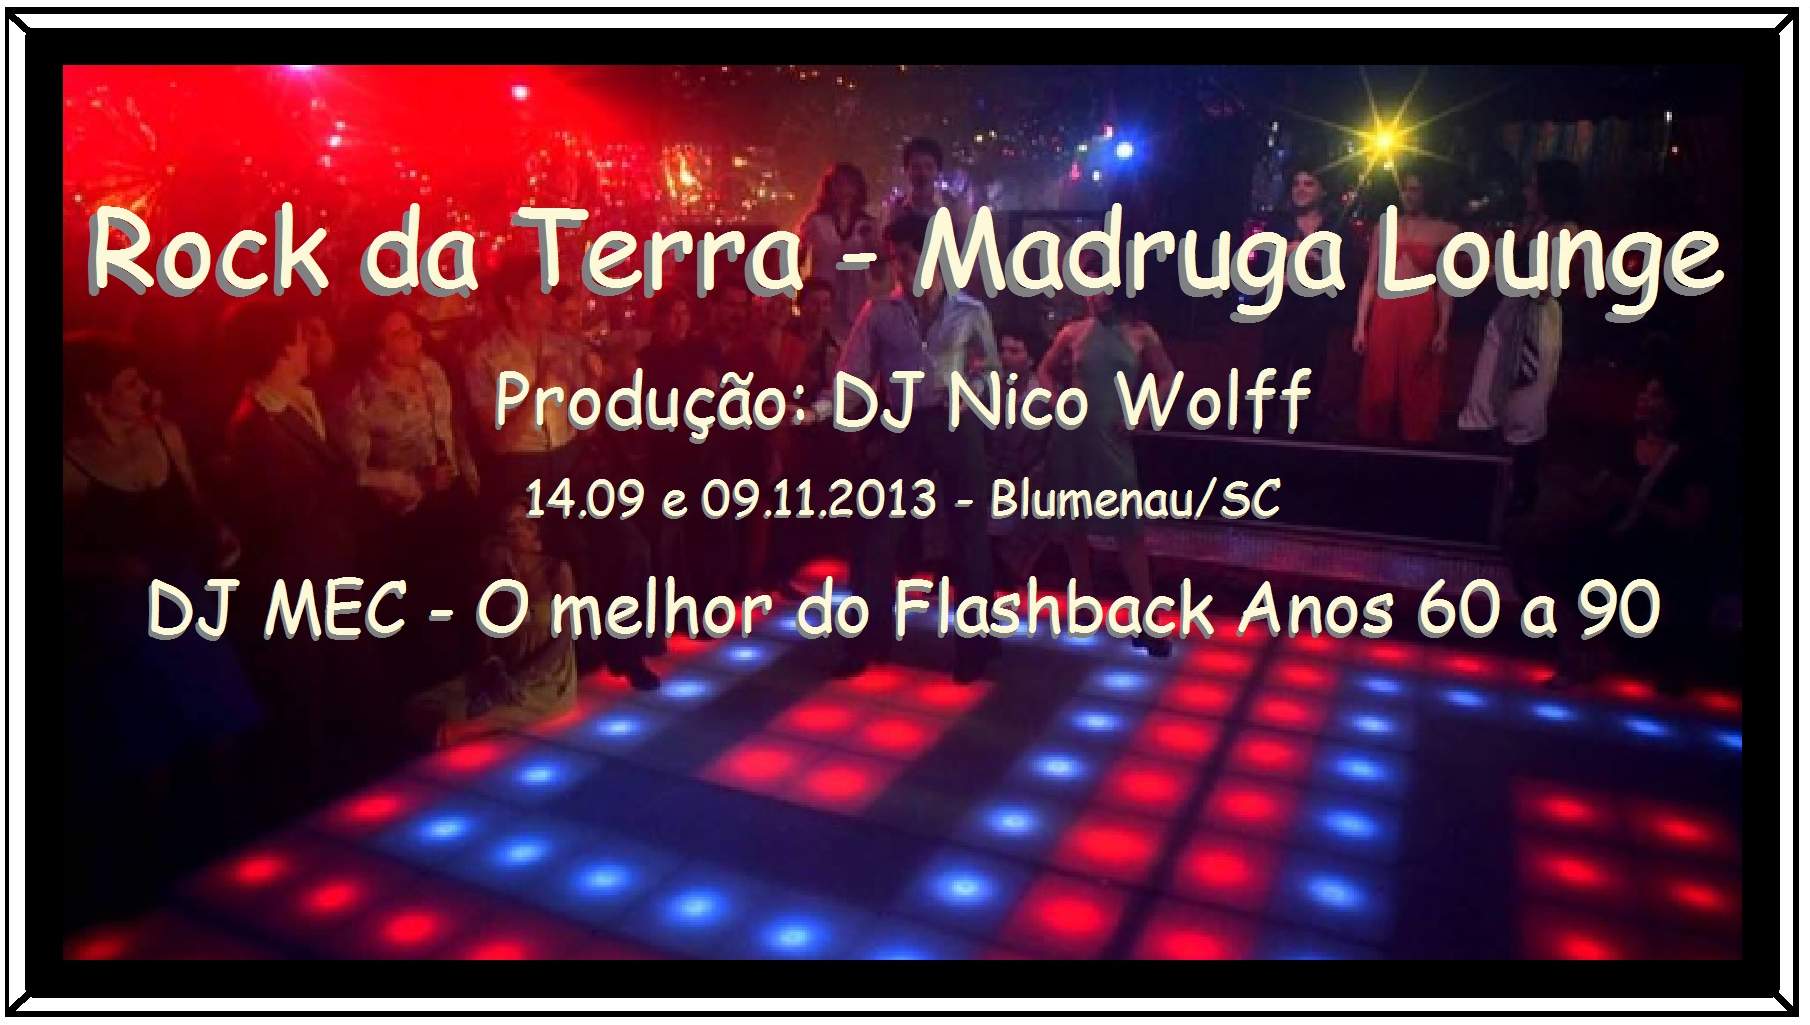 Rock da Terra - Madruga Lounge
Produção: DJ Nico Wolff
14.09 e 09.11.2013 - Blumenau/SC
DJ MEC - O melhor do Flashback Anos 60 a 90